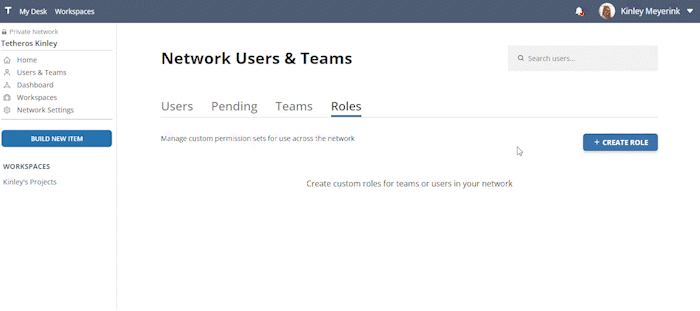 T My Desk Workspaces Kinley Meyerink
Private Network
Tetheros Kinley
Home
Users & Teams
Dashboard
Workspaces
Network Settings
BUILD NEW ITEM
WORKSPACES
Kinley's Projects
Network Users & Teams
Search users...
Users Pending Teams Roles
Manage custom permission sets for use across the network
+ CREATE ROLE
Create custom roles for teams or users in your network